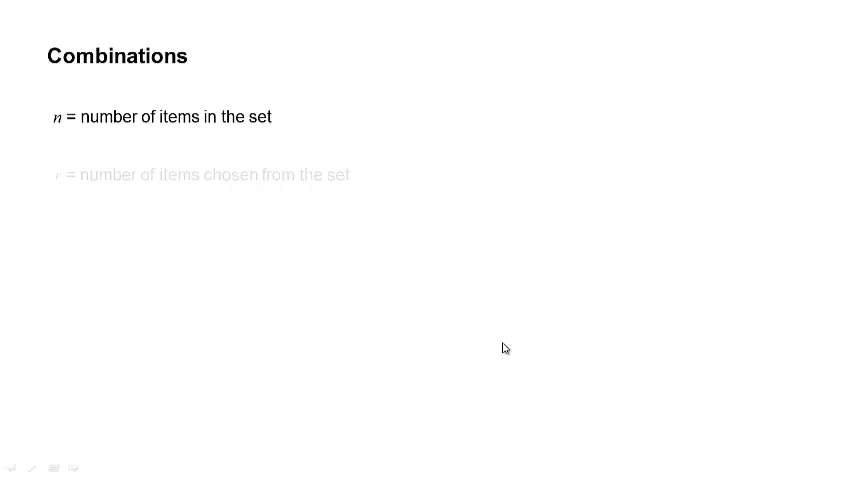 Combinations
n = number of items in the set
r = number of items chosen from the set